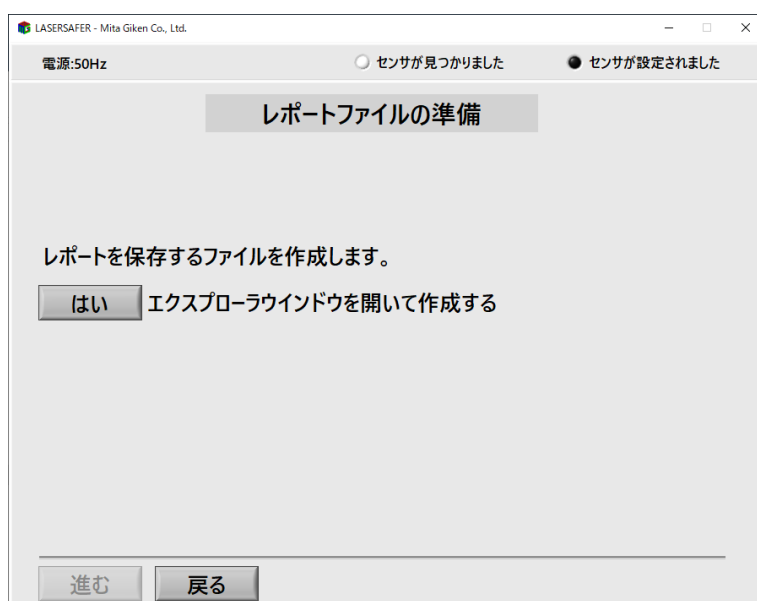 LASERSAFER - Mita Giken Co., Ltd.
電源:50Hz
センサが見つかりました
センサが設定されました
レポートファイルの準備
レポートを保存するファイルを作成します。
はい
エクスプローラウインドウを開いて作成する
進む
戻る